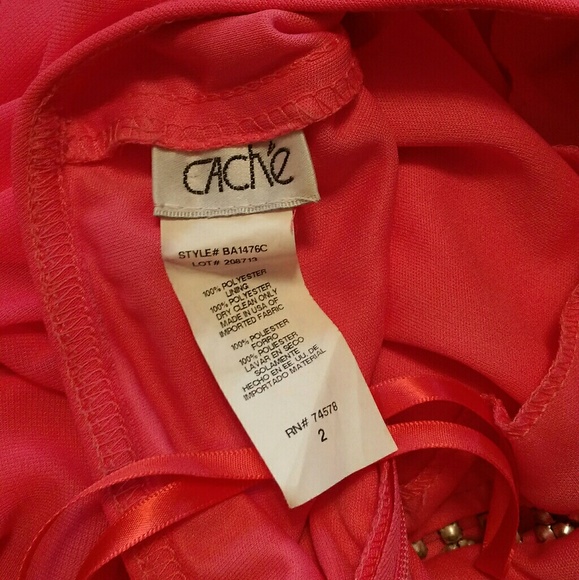 CAChé
STYLE# BA1476C
LOT# 208713
100% POLYESTER
LINING
100% POLYESTER
DRY CLEAN ONLY
MADE IN USA OF
IMPORTED FABRIC
100% POLIESTER
FORRO
100% POLIESTER
LAVAR EN SECO
SOLAMENTE
HECHO EN EE. UU. DE
IMPORTADO MATERIAL
RN# 74578
2